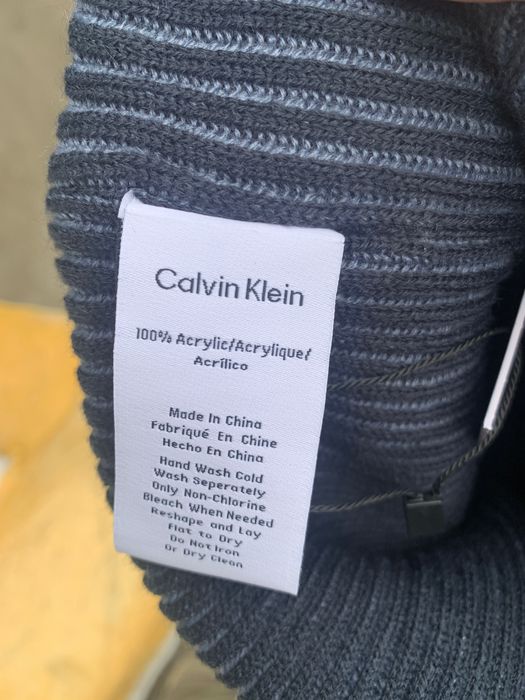 Calvin Klein
100% Acrylic/Acrylique/
Acrílico
Made In China
Fabriqué En Chine
Hecho En China
Hand Wash Cold
Wash Seperately
Only Non-Chlorine
Bleach When Needed
Reshape and Lay
Flat to Dry
Do Not Iron
Or Dry Clean